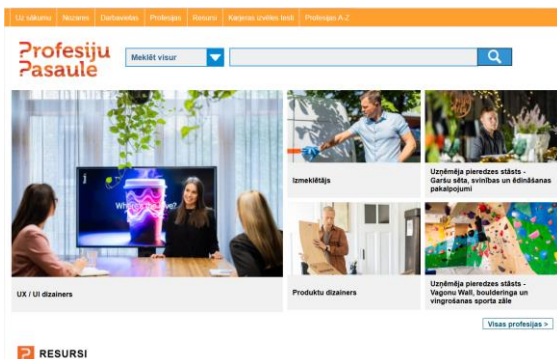 Uz sākumu Nozares Darbavietas Profesijas Resursi Karjeras izvēles testi Profesijas A-Z
Profesiju
Pasaule
Meklēt visur
Where's the
UX / UI dizainers
Izmeklētājs
Uzņēmēja pieredzes stāsts -
Garšu sēta, svinības un ēdināšanas
pakalpojumi
Produktu dizainers
Uzņēmēja pieredzes stāsts -
Vagonu Wall, boulderinga un
vingrošanas sporta zāle
Visas profesijas >
RESURSI